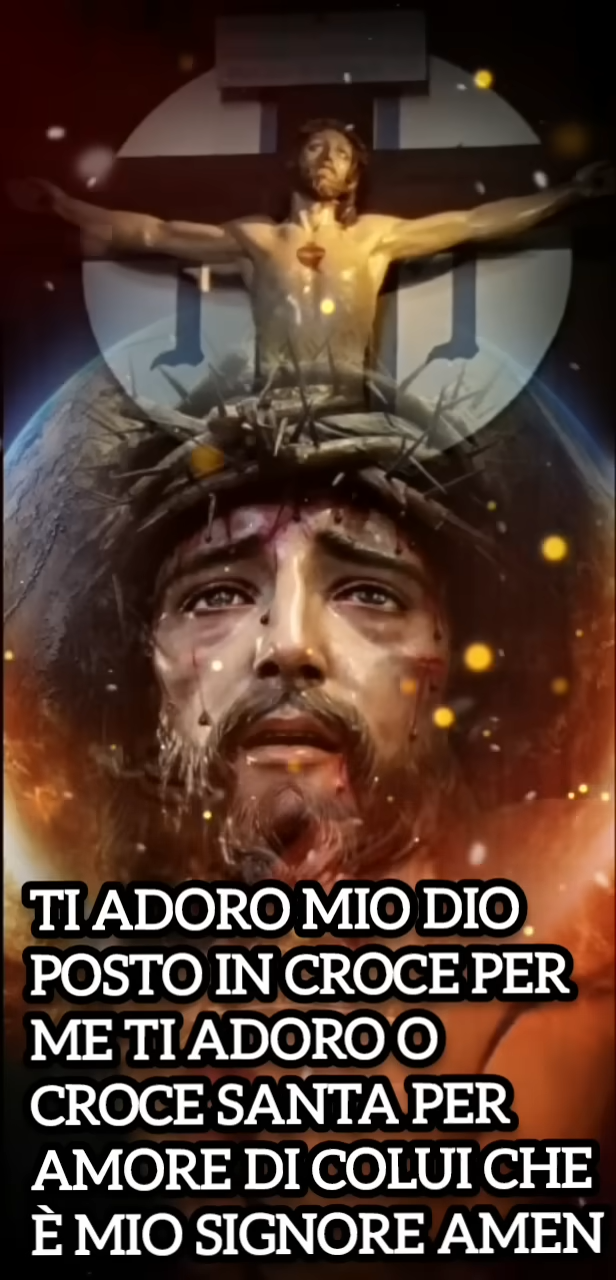 TI ADORO MIO DIO
POSTO IN CROCE PER
ME TI ADORO O
CROCE SANTA PER
AMORE DI COLUI CHE
È MIO SIGNORE AMEN